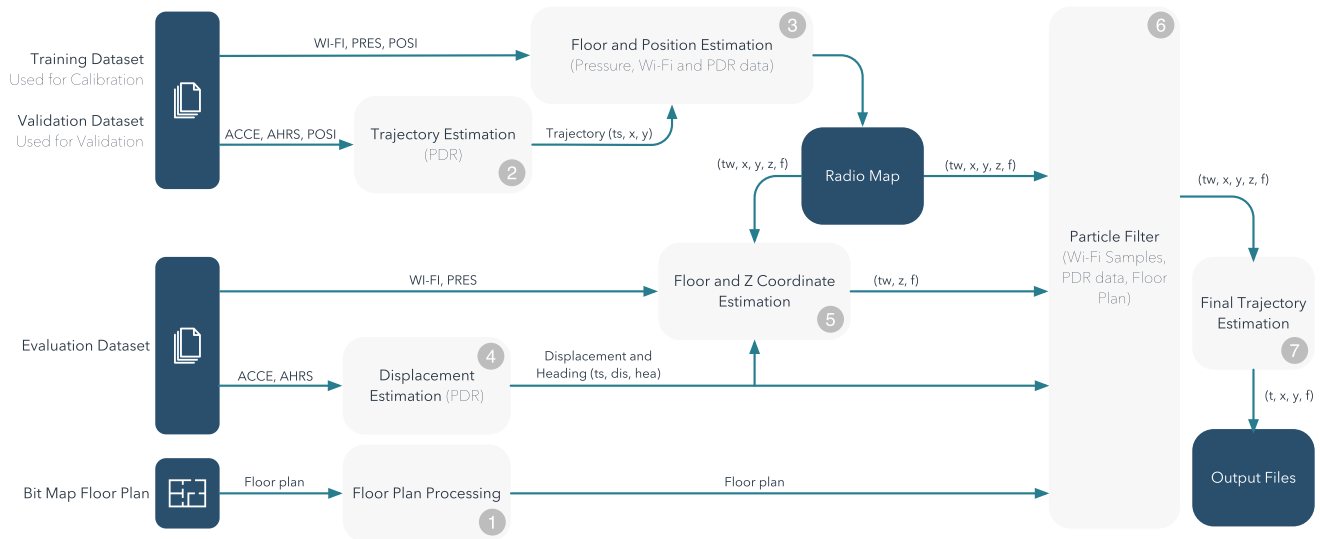 Training Dataset
Used for Calibration
Validation Dataset
Used for Validation
WI-FI, PRES, POSI
ACCE, AHRS, POSI
Trajectory Estimation
(PDR)
2
Trajectory (ts, x, y)
3
Floor and Position Estimation
(Pressure, Wi-Fi and PDR data)
Radio Map
(tw, x, y, z, f)
(tw, x, y, z, f)
Evaluation Dataset
WI-FI, PRES
ACCE, AHRS
4
Displacement
Estimation (PDR)
Displacement and
Heading (ts, dis, hea)
Floor and Z Coordinate
Estimation
5
(tw, z, f)
Bit Map Floor Plan
Floor plan
Floor Plan Processing
1
Floor plan
6
Particle Filter
(Wi-Fi Samples,
PDR data, Floor
Plan)
(tw, x, y, z, f)
Final Trajectory
Estimation
7
(t, x, y, f)
Output Files